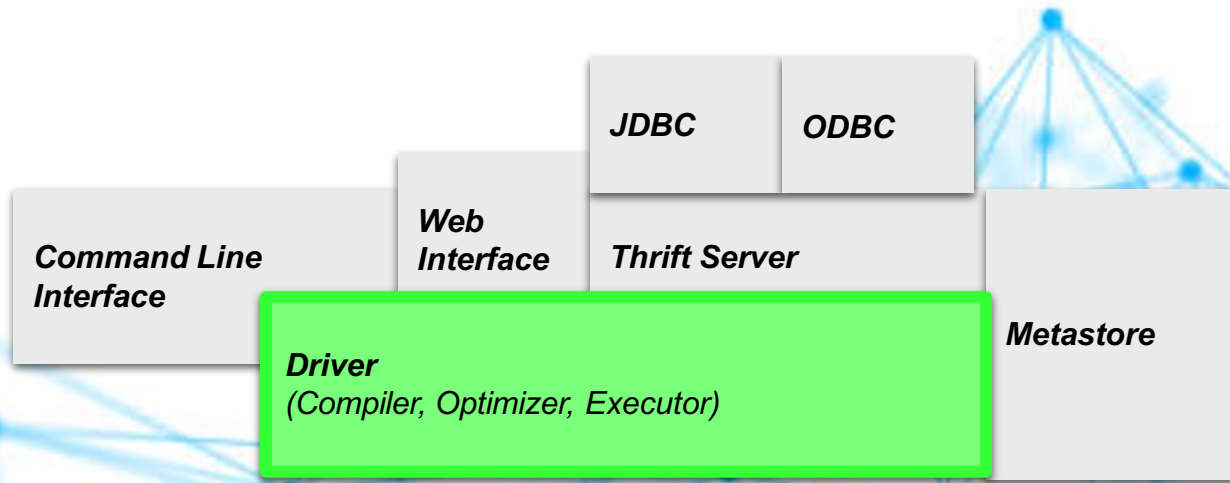 JDBC
ODBC
Web
Interface
Command Line
Interface
Thrift Server
Metastore
Driver
(Compiler, Optimizer, Executor)